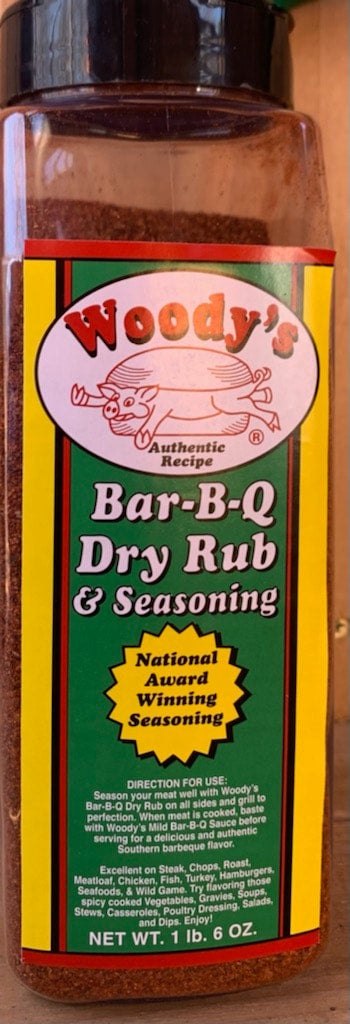 Woody's
®
Authentic
Recipe
Bar-B-Q
Dry Rub
& Seasoning
National
Award
Winning
Seasoning
DIRECTION FOR USE:
Season your meat well with Woody's
Bar-B-Q Dry Rub on all sides and grill to
perfection. When meat is cooked, baste
with Woody's Mild Bar-B-Q Sauce before
serving for a delicious and authentic
Southern barbeque flavor.
Excellent on Steak, Chops, Roast,
Meatloaf, Chicken, Fish, Turkey, Hamburgers,
Seafoods, & Wild Game. Try flavoring those
spicy cooked Vegetables, Gravies, Soups,
Stews, Casseroles, Poultry Dressing, Salads,
and Dips. Enjoy!
NET WT. 1 lb. 6 OZ.